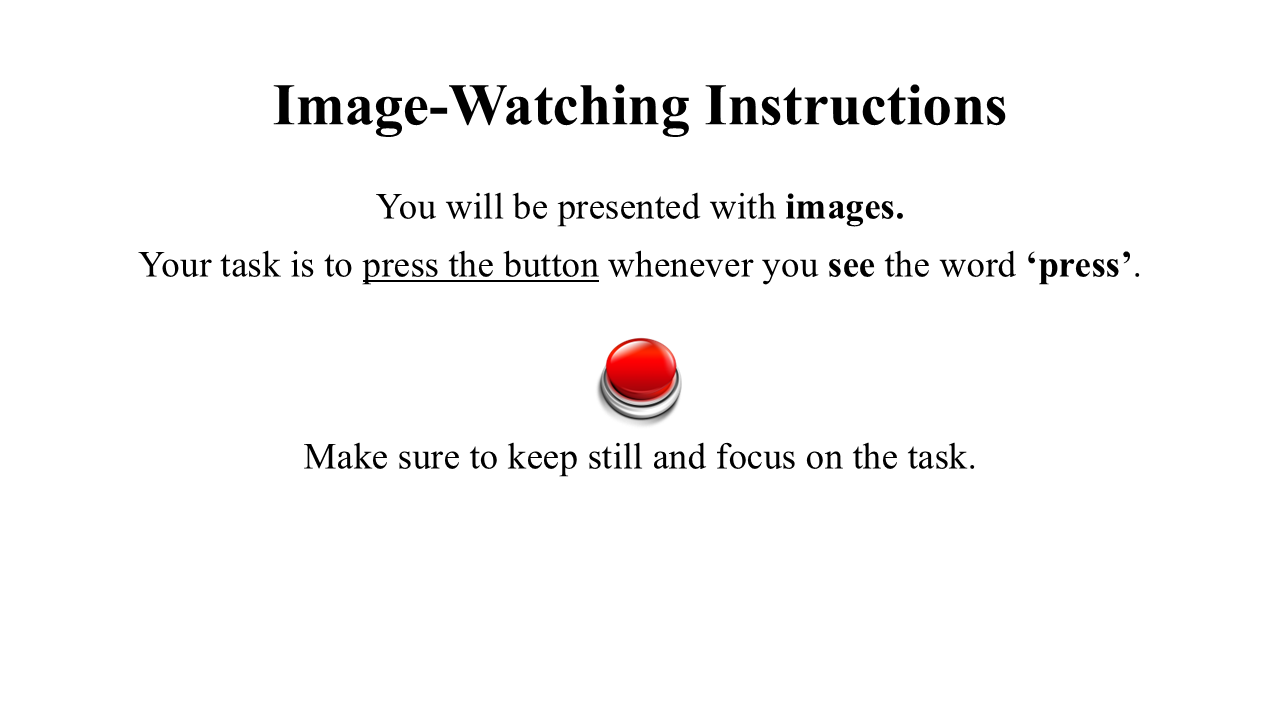 Image-Watching Instructions
You will be presented with images.
Your task is to press the button whenever you see the word ‘press’.
Make sure to keep still and focus on the task.